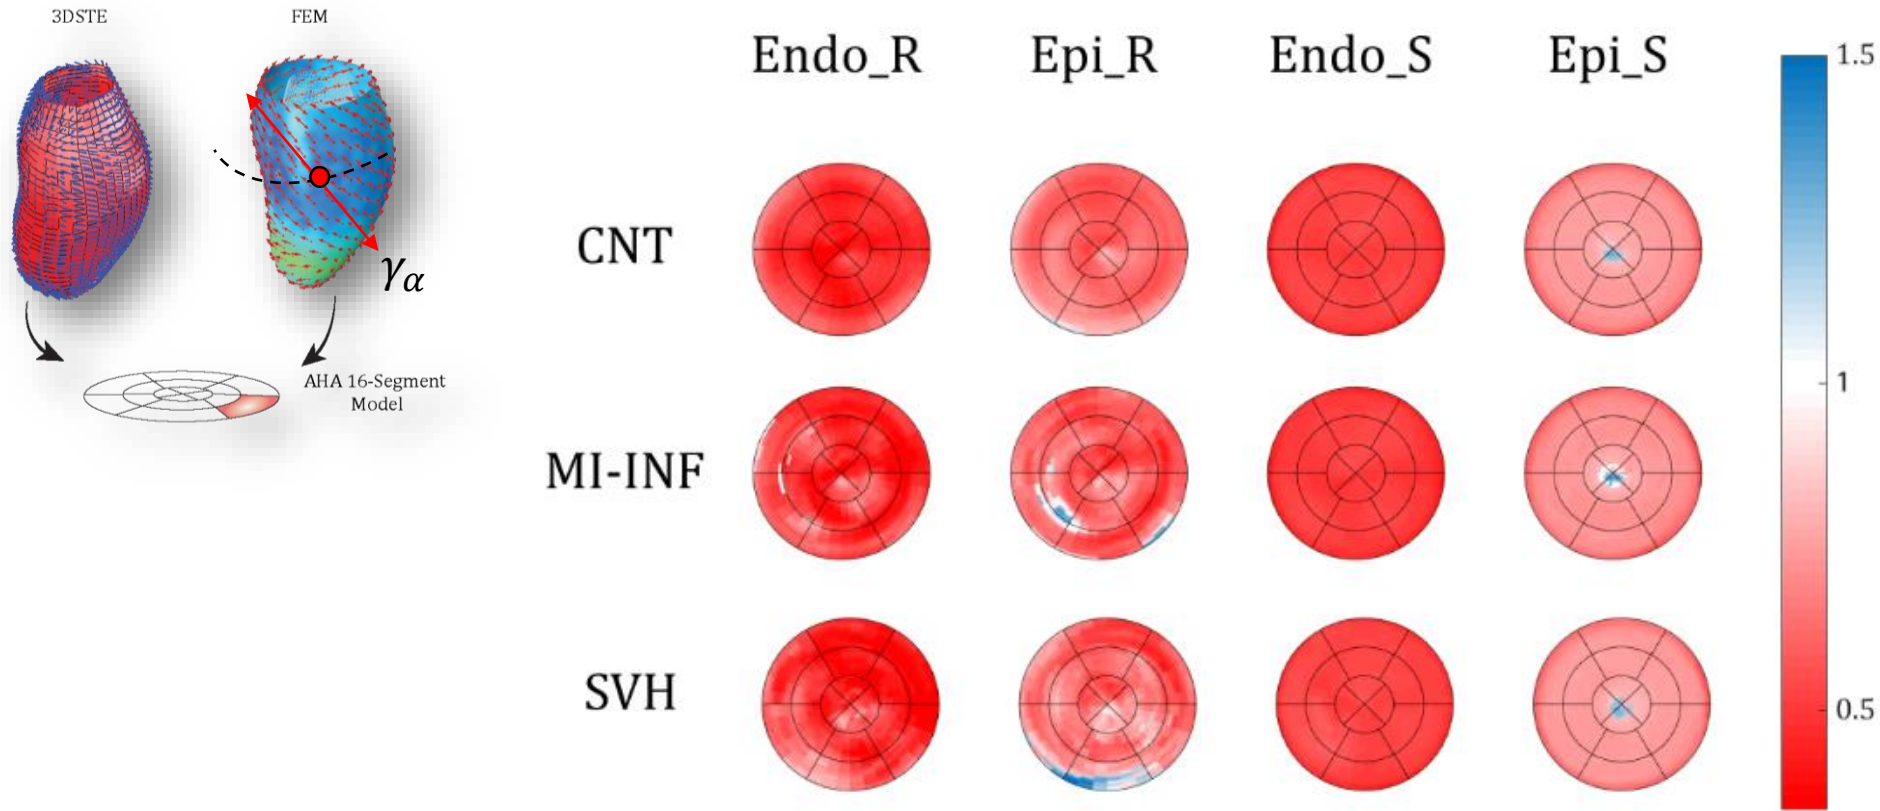 3DSTE
FEM
γα
AHA 16-Segment
Model
Endo_R
Epi_R
Endo_S
Epi_S
CNT
MI-INF
SVH
1.5
1
0.5